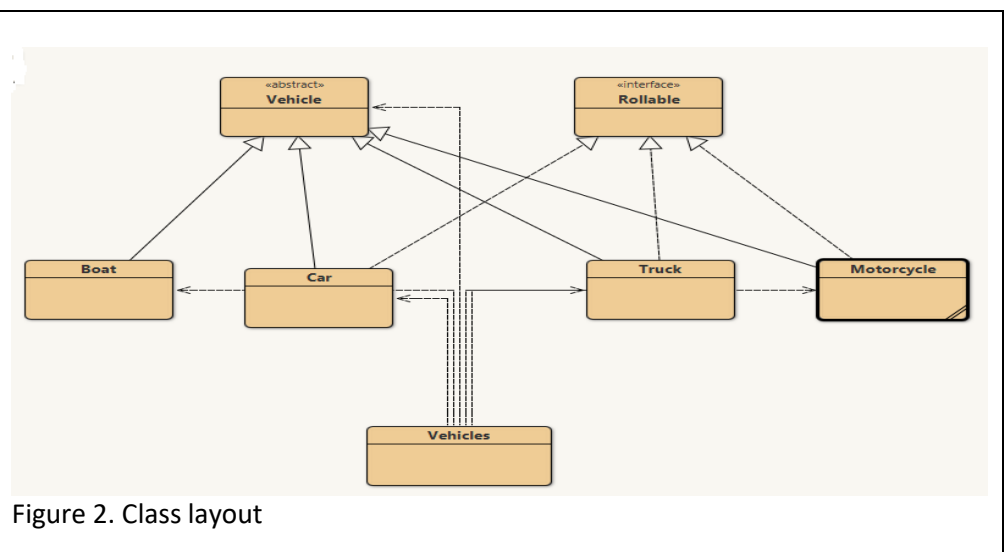 «abstract»
Vehicle
«interface»
Rollable
Boat
Car
Truck
Motorcycle
Vehicles
Figure 2. Class layout